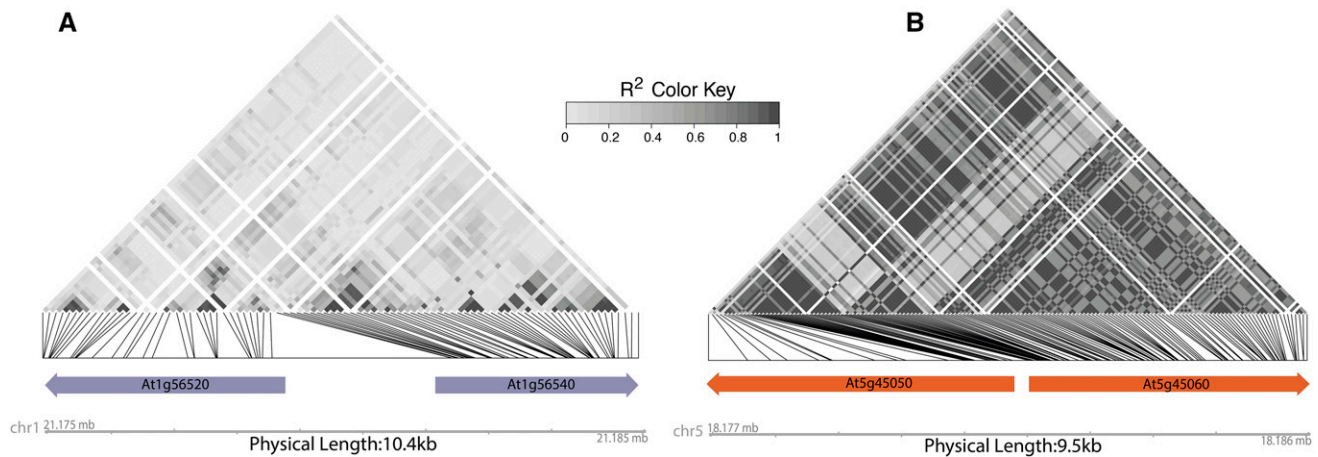 A
B
R2 Color Key
0 0.2 0.4 0.6 0.8 1
At1g56520
At1g56540
At5g45050
At5g45060
chr1 21.175 mb
21.185 mb
Physical Length:10.4kb
chr5 18.177 mb
18.186 mb
Physical Length:9.5kb